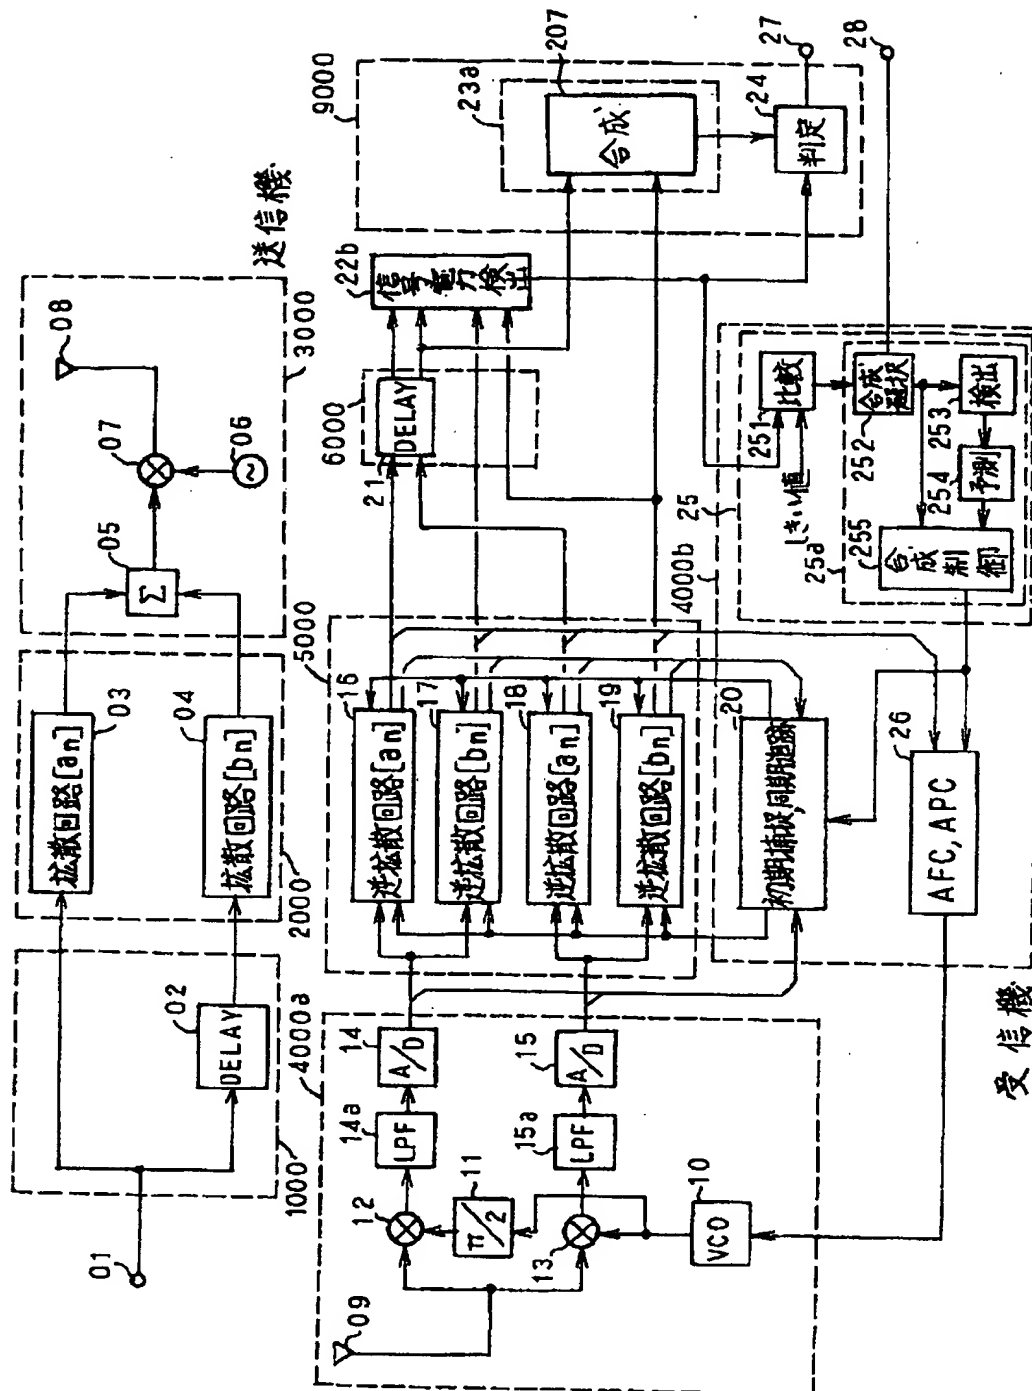 送信機
01
02
DELAY
1000
拡散回路[an]
03
拡散回路[bn]
04
2000
Σ
05
07
08
~
06
3000
09
12
13
π/2
11
VCO
10
LPF
14a
LPF
15a
A/D
14
A/D
15
4000a
逆拡散回路[an]
16
逆拡散回路[bn]
17
逆拡散回路[an]
18
逆拡散回路[bn]
19
5000
初期捕捉,同期追跡
20
AFC, APC
26
4000b
DELAY
21
6000
信号電力検出
22b
合成
207
23a
判定
24
27
28
9000
比較
251
しきい値
合成選択
252
検出
253
予測
254
合成制御
255
25
25a
受信機